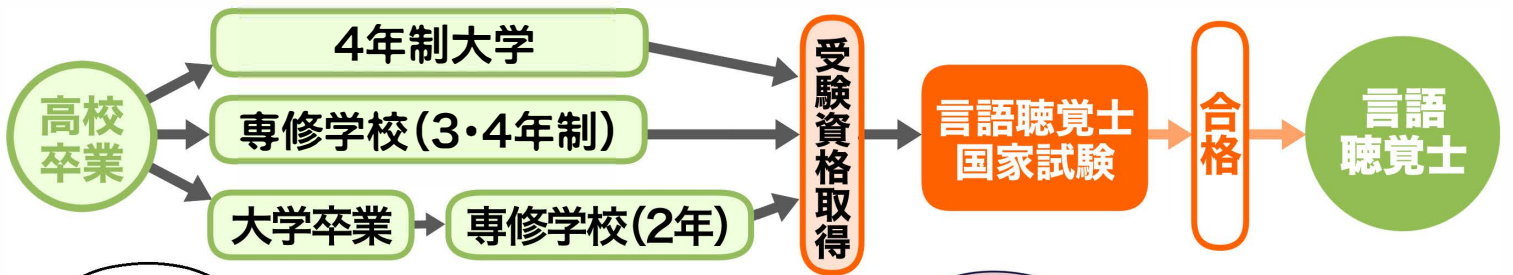 高校
卒業
4年制大学
専修学校(3・4年制)
大学卒業
専修学校(2年)
受験資格取得
言語聴覚士
国家試験
合格
言語
聴覚士